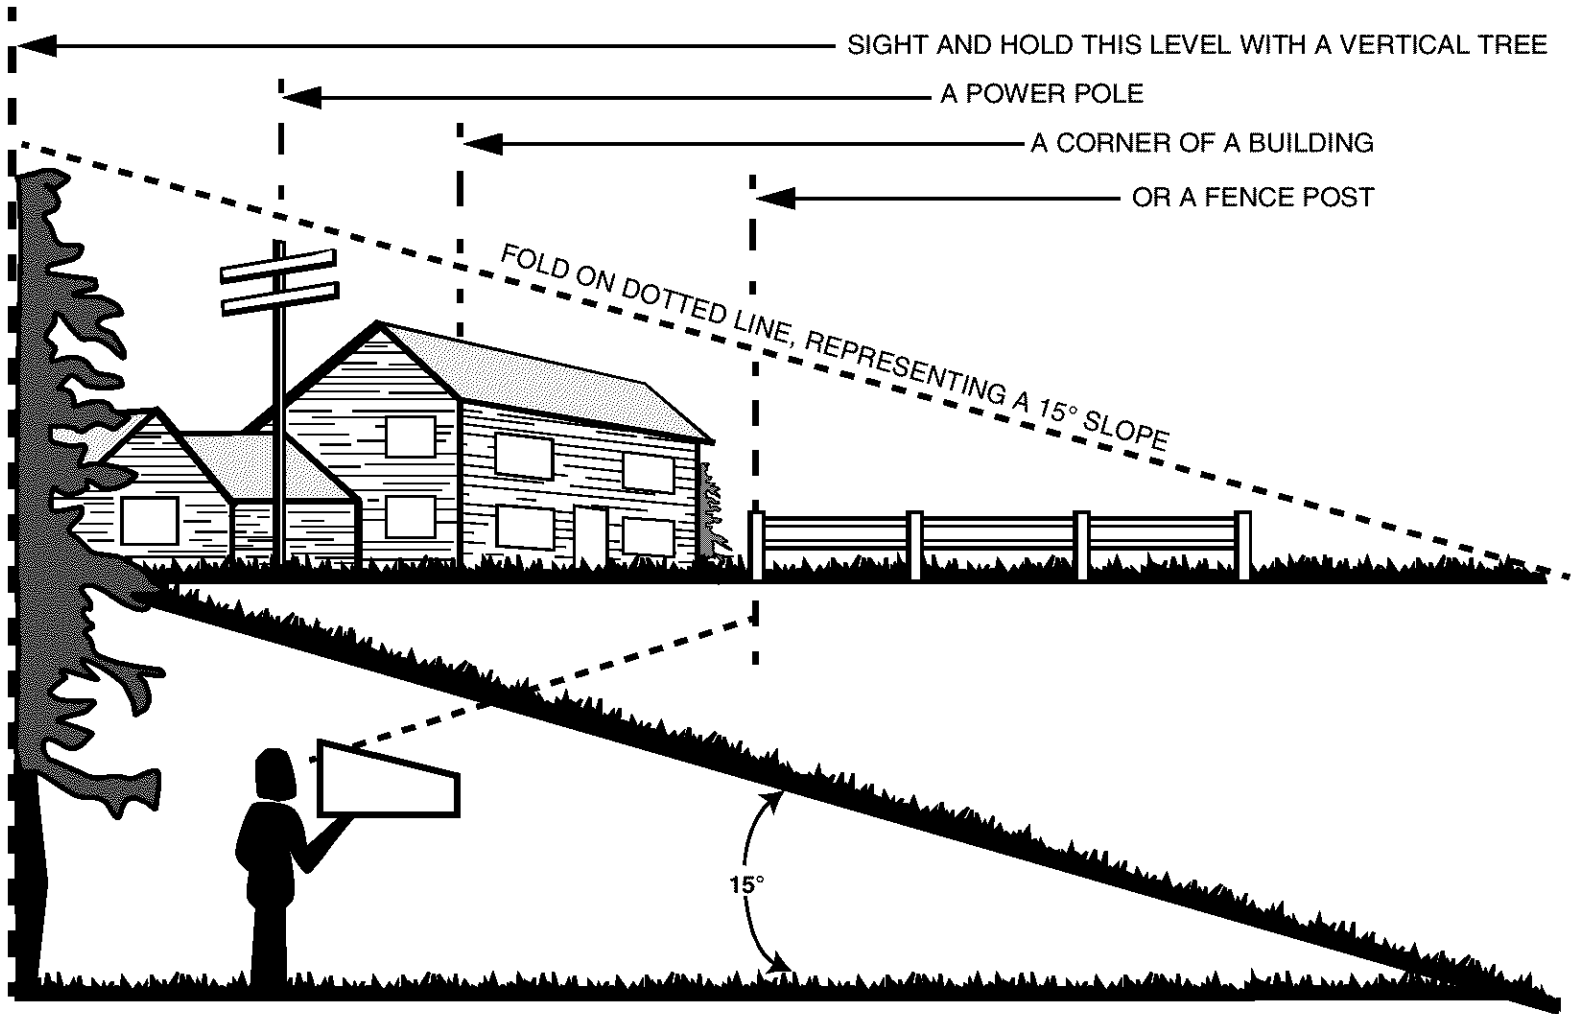 SIGHT AND HOLD THIS LEVEL WITH A VERTICAL TREE
A POWER POLE
A CORNER OF A BUILDING
OR A FENCE POST
FOLD ON DOTTED LINE, REPRESENTING A 15° SLOPE
15°